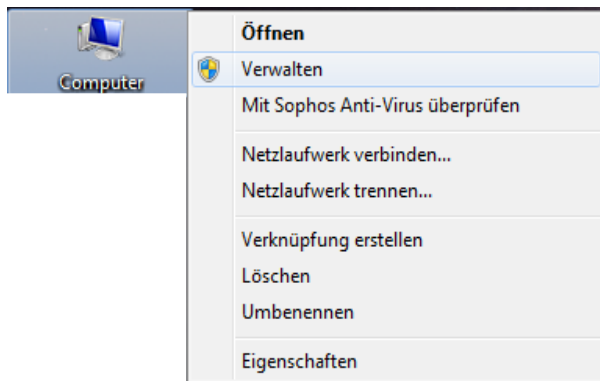 Computer
Öffnen
Verwalten
Mit Sophos Anti-Virus überprüfen
Netzlaufwerk verbinden...
Netzlaufwerk trennen...
Verknüpfung erstellen
Löschen
Umbenennen
Eigenschaften